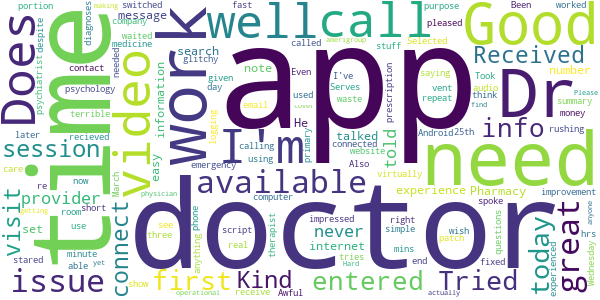 portion making switched company fast Been worked purpose
diagnoses message well call Good pleased Selected
despite medicine waited search glitchy called stuff Android 25th
psychiatrist contact psychology needed given day Even amerigroup
Does time video work app Dr Received number
terrible Also note I've Serves waste saying vent repeat think Took audio summary
later recieved information email used He told prescription money rushing
session logging easy I'm talked connected info
care now emergency calling using primary website virtually Please find
provider re March room short set use
visit connect available experience Pharmacy improvement
physician phone computer impressed right spoke anyone
minute able yet stared script real therapist never simple wish hrs
issue first Kind entered doctor need today great
getting show anything see three tries internet mins patch questions fixed experienced Wednesday
operational receive Awful Hard end actually Tried